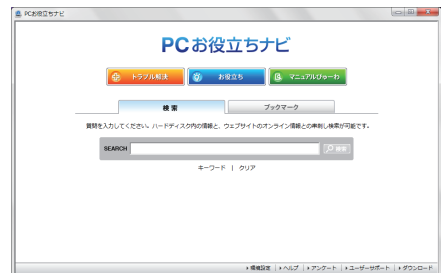 PCお役立ちナビ
PCお役立ちナビ
トラブル解決 お役立ち マニュアルびゅーわ
検索 ブックマーク
質問を入力してください。ハードディスク内の情報と、ウェブサイトのオンライン情報との串刺し検索が可能です。
SEARCH 検索
キーワード | クリア
環境設定 | ヘルプ | アンケート | ユーザーサポート | ダウンロード